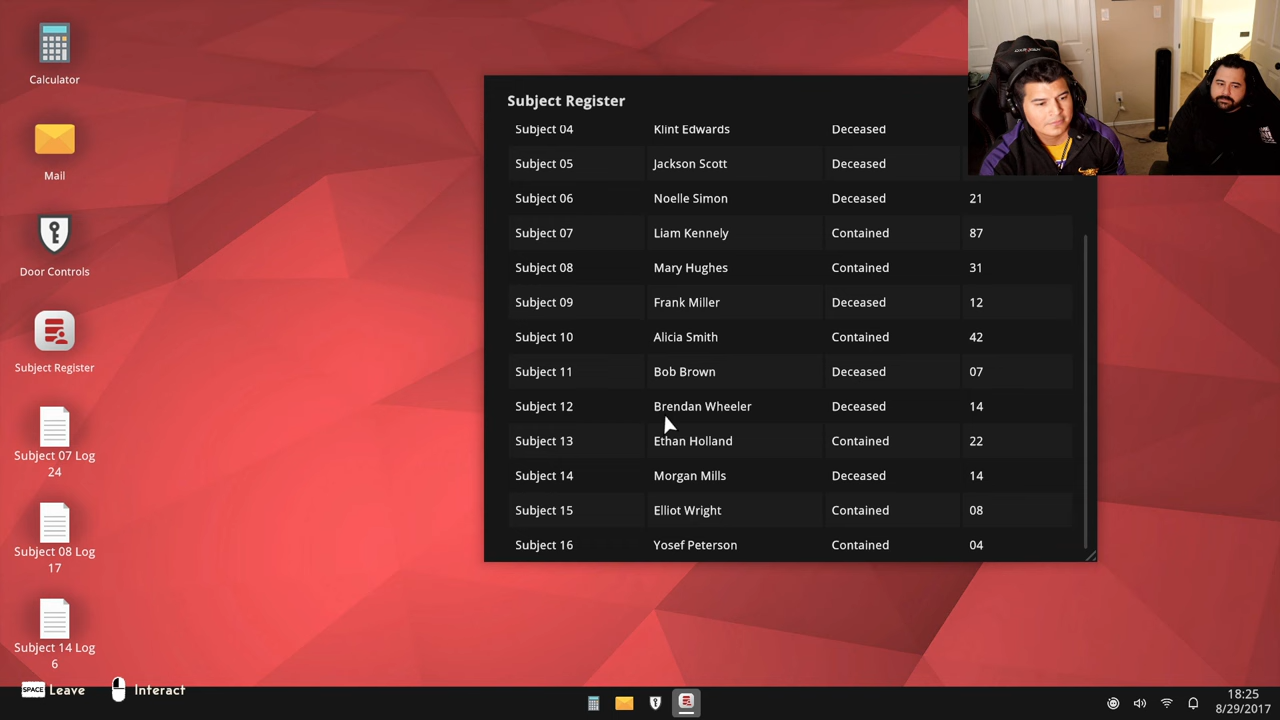 Calculator
Mail
Door Controls
Subject Register
Subject 07 Log
24
Subject 08 Log
17
Subject 14 Log
6
SPACE Leave
Interact
Subject Register
Subject 04 Klint Edwards Deceased
Subject 05 Jackson Scott Deceased
Subject 06 Noelle Simon Deceased 21
Subject 07 Liam Kennely Contained 87
Subject 08 Mary Hughes Contained 31
Subject 09 Frank Miller Deceased 12
Subject 10 Alicia Smith Contained 42
Subject 11 Bob Brown Deceased 07
Subject 12 Brendan Wheeler Deceased 14
Subject 13 Ethan Holland Contained 22
Subject 14 Morgan Mills Deceased 14
Subject 15 Elliot Wright Contained 08
Subject 16 Yosef Peterson Contained 04
18:25
8/29/2017